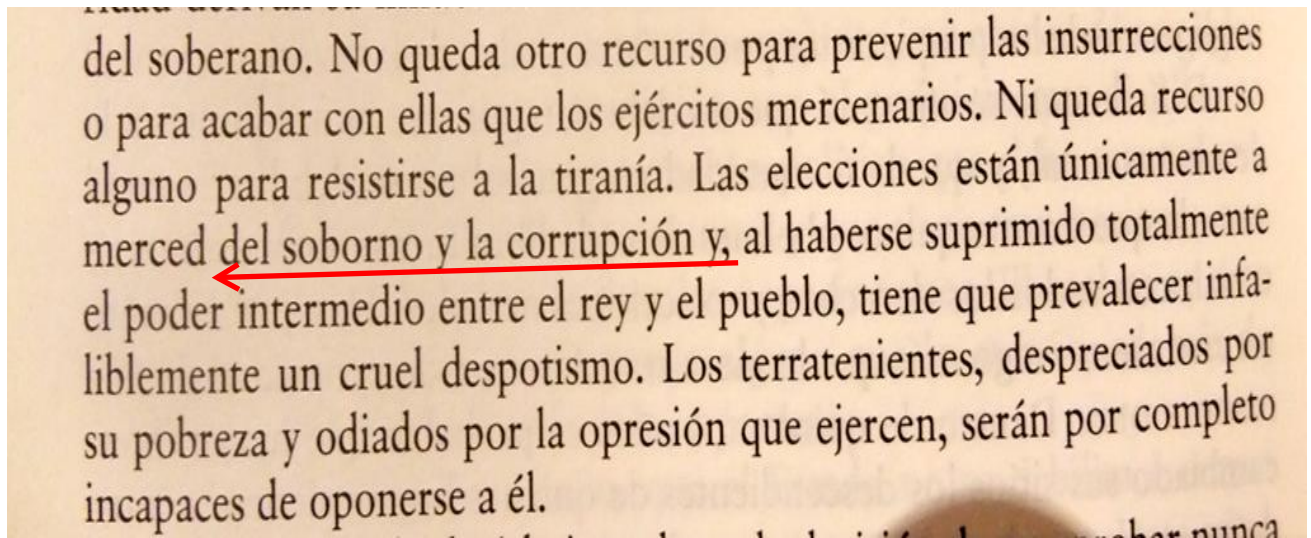 del soberano. No queda otro recurso para prevenir las insurrecciones
o para acabar con ellas que los ejércitos mercenarios. Ni queda recurso
alguno para resistirse a la tiranía. Las elecciones están únicamente a
merced del soborno y la corrupción y, al haberse suprimido totalmente
el poder intermedio entre el rey y el pueblo, tiene que prevalecer infa-
liblemente un cruel despotismo. Los terratenientes, despreciados por
su pobreza y odiados por la opresión que ejercen, serán por completo
incapaces de oponerse a él.
nunca